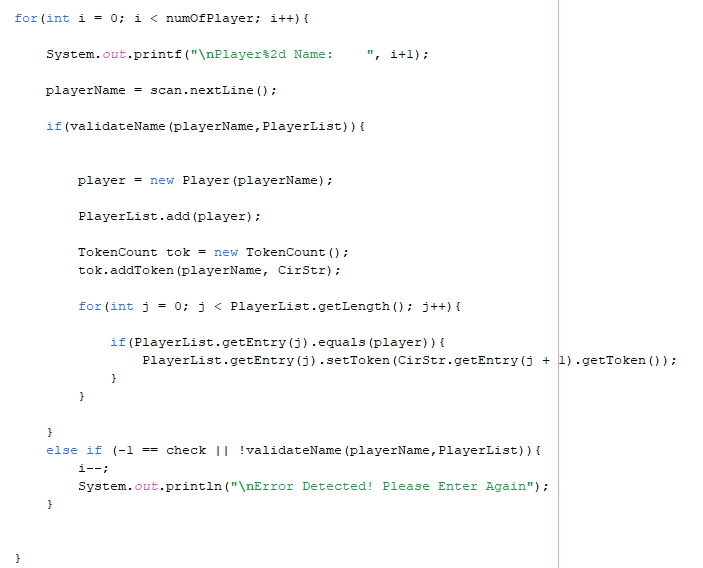 for(int i = 0; i < numOfPlayer; i++){
System.out.printf("\nPlayer%2d Name:    ", i+1);
playerName = scan.nextLine();
if(validateName(playerName,PlayerList)){
player = new Player(playerName);
PlayerList.add(player);
TokenCount tok = new TokenCount();
tok.addToken(playerName, CirStr);
for(int j = 0; j < PlayerList.getLength(); j++){
if(PlayerList.getEntry(j).equals(player)){
PlayerList.getEntry(j).setToken(CirStr.getEntry(j + 1).getToken());
}
}
}
else if (-1 == check || !validateName(playerName,PlayerList)){
i--;
System.out.println("\nError Detected! Please Enter Again");
}
}